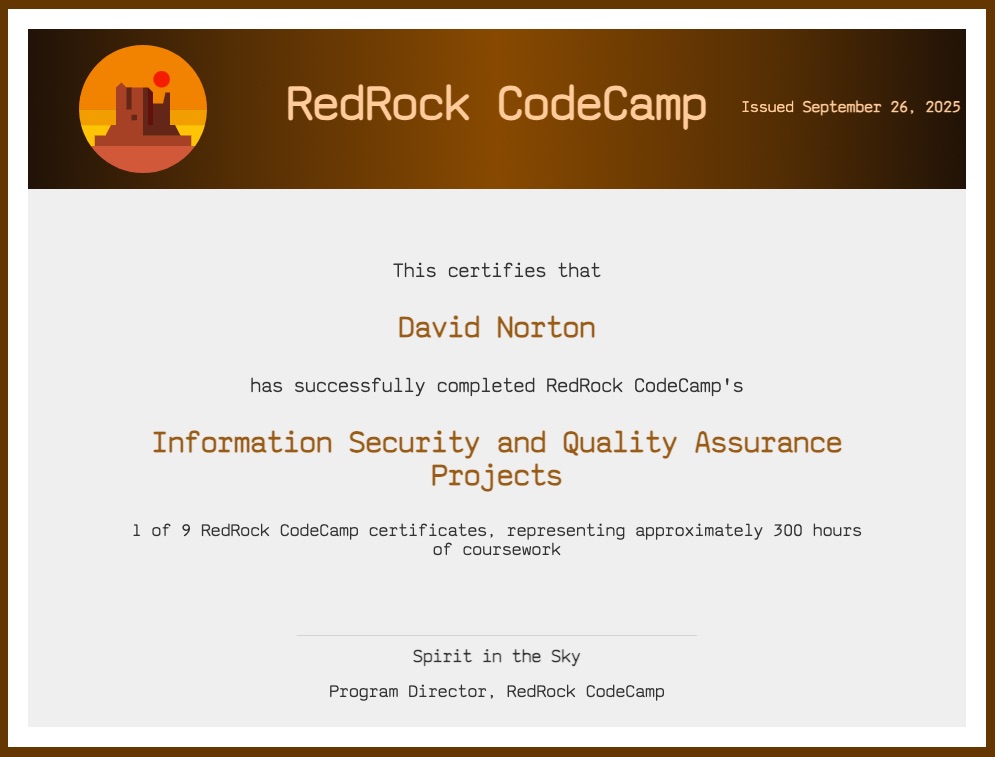 RedRock CodeCamp
Issued September 26, 2025
This certifies that
David Norton
has successfully completed RedRock CodeCamp's
Information Security and Quality Assurance
Projects
1 of 9 RedRock CodeCamp certificates, representing approximately 300 hours
of coursework
Spirit in the Sky
Program Director, RedRock CodeCamp